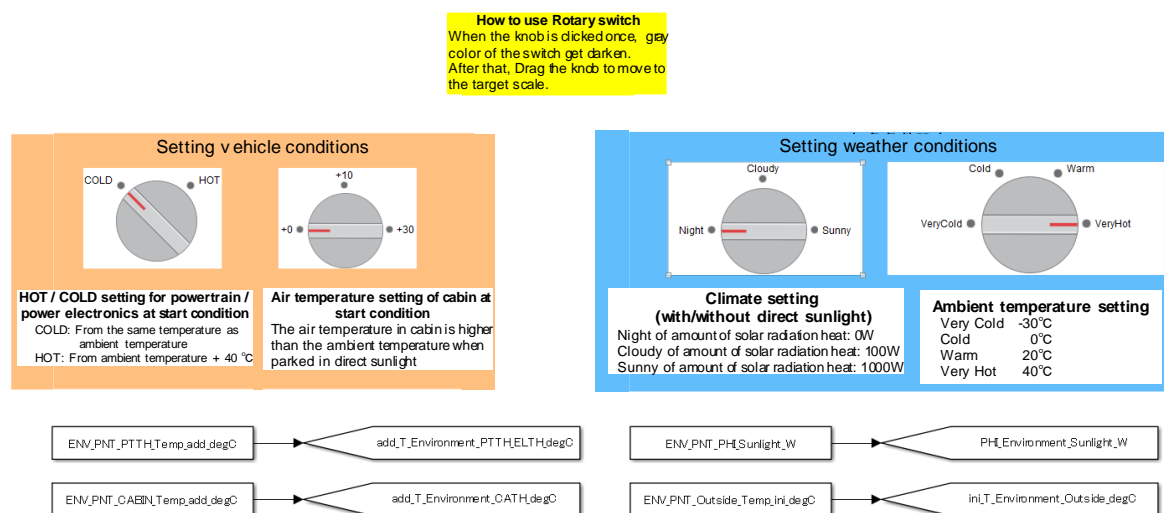 How to use Rotary switch
When the knob is clicked once, gray
color of the switch get darken.
After that, Drag the knob to move to
the target scale.
Setting vehicle conditions
COLD
HOT
+0
+10
+30
HOT / COLD setting for powertrain /
power electronics at start condition
COLD: From the same temperature as
ambient temperature
HOT: From ambient temperature + 40 °C
Air temperature setting of cabin at
start condition
The air temperature in cabin is higher
than the ambient temperature when
parked in direct sunlight
Setting weather conditions
Cloudy
Night
Sunny
Cold
Warm
VeryCold
VeryHot
Climate setting
(with/without direct sunlight)
Night of amount of solar radiation heat: 0W
Cloudy of amount of solar radiation heat: 100W
Sunny of amount of solar radiation heat: 1000W
Ambient temperature setting
Very Cold -30°C
Cold 0°C
Warm 20°C
Very Hot 40°C
ENV_PNT_PTTH_Temp_add_degC
add_T_Environment_PTTH_ELTH_degC
ENV_PNT_PHI_Sunlight_W
PHI_Environment_Sunlight_W
ENV_PNT_CABIN_Temp_add_degC
add_T_Environment_CATH_degC
ENV_PNT_Outside_Temp_ini_degC
ini_T_Environment_Outside_degC